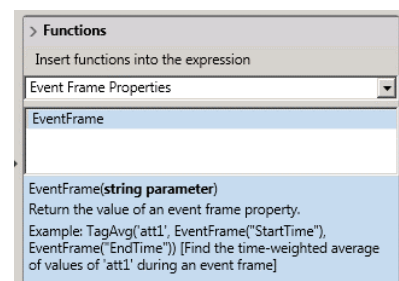 > Functions
Insert functions into the expression
Event Frame Properties
EventFrame
EventFrame(string parameter)
Return the value of an event frame property.
Example: TagAvg('att1', EventFrame("StartTime"),
EventFrame("EndTime")) [Find the time-weighted average
of values of 'att1' during an event frame]